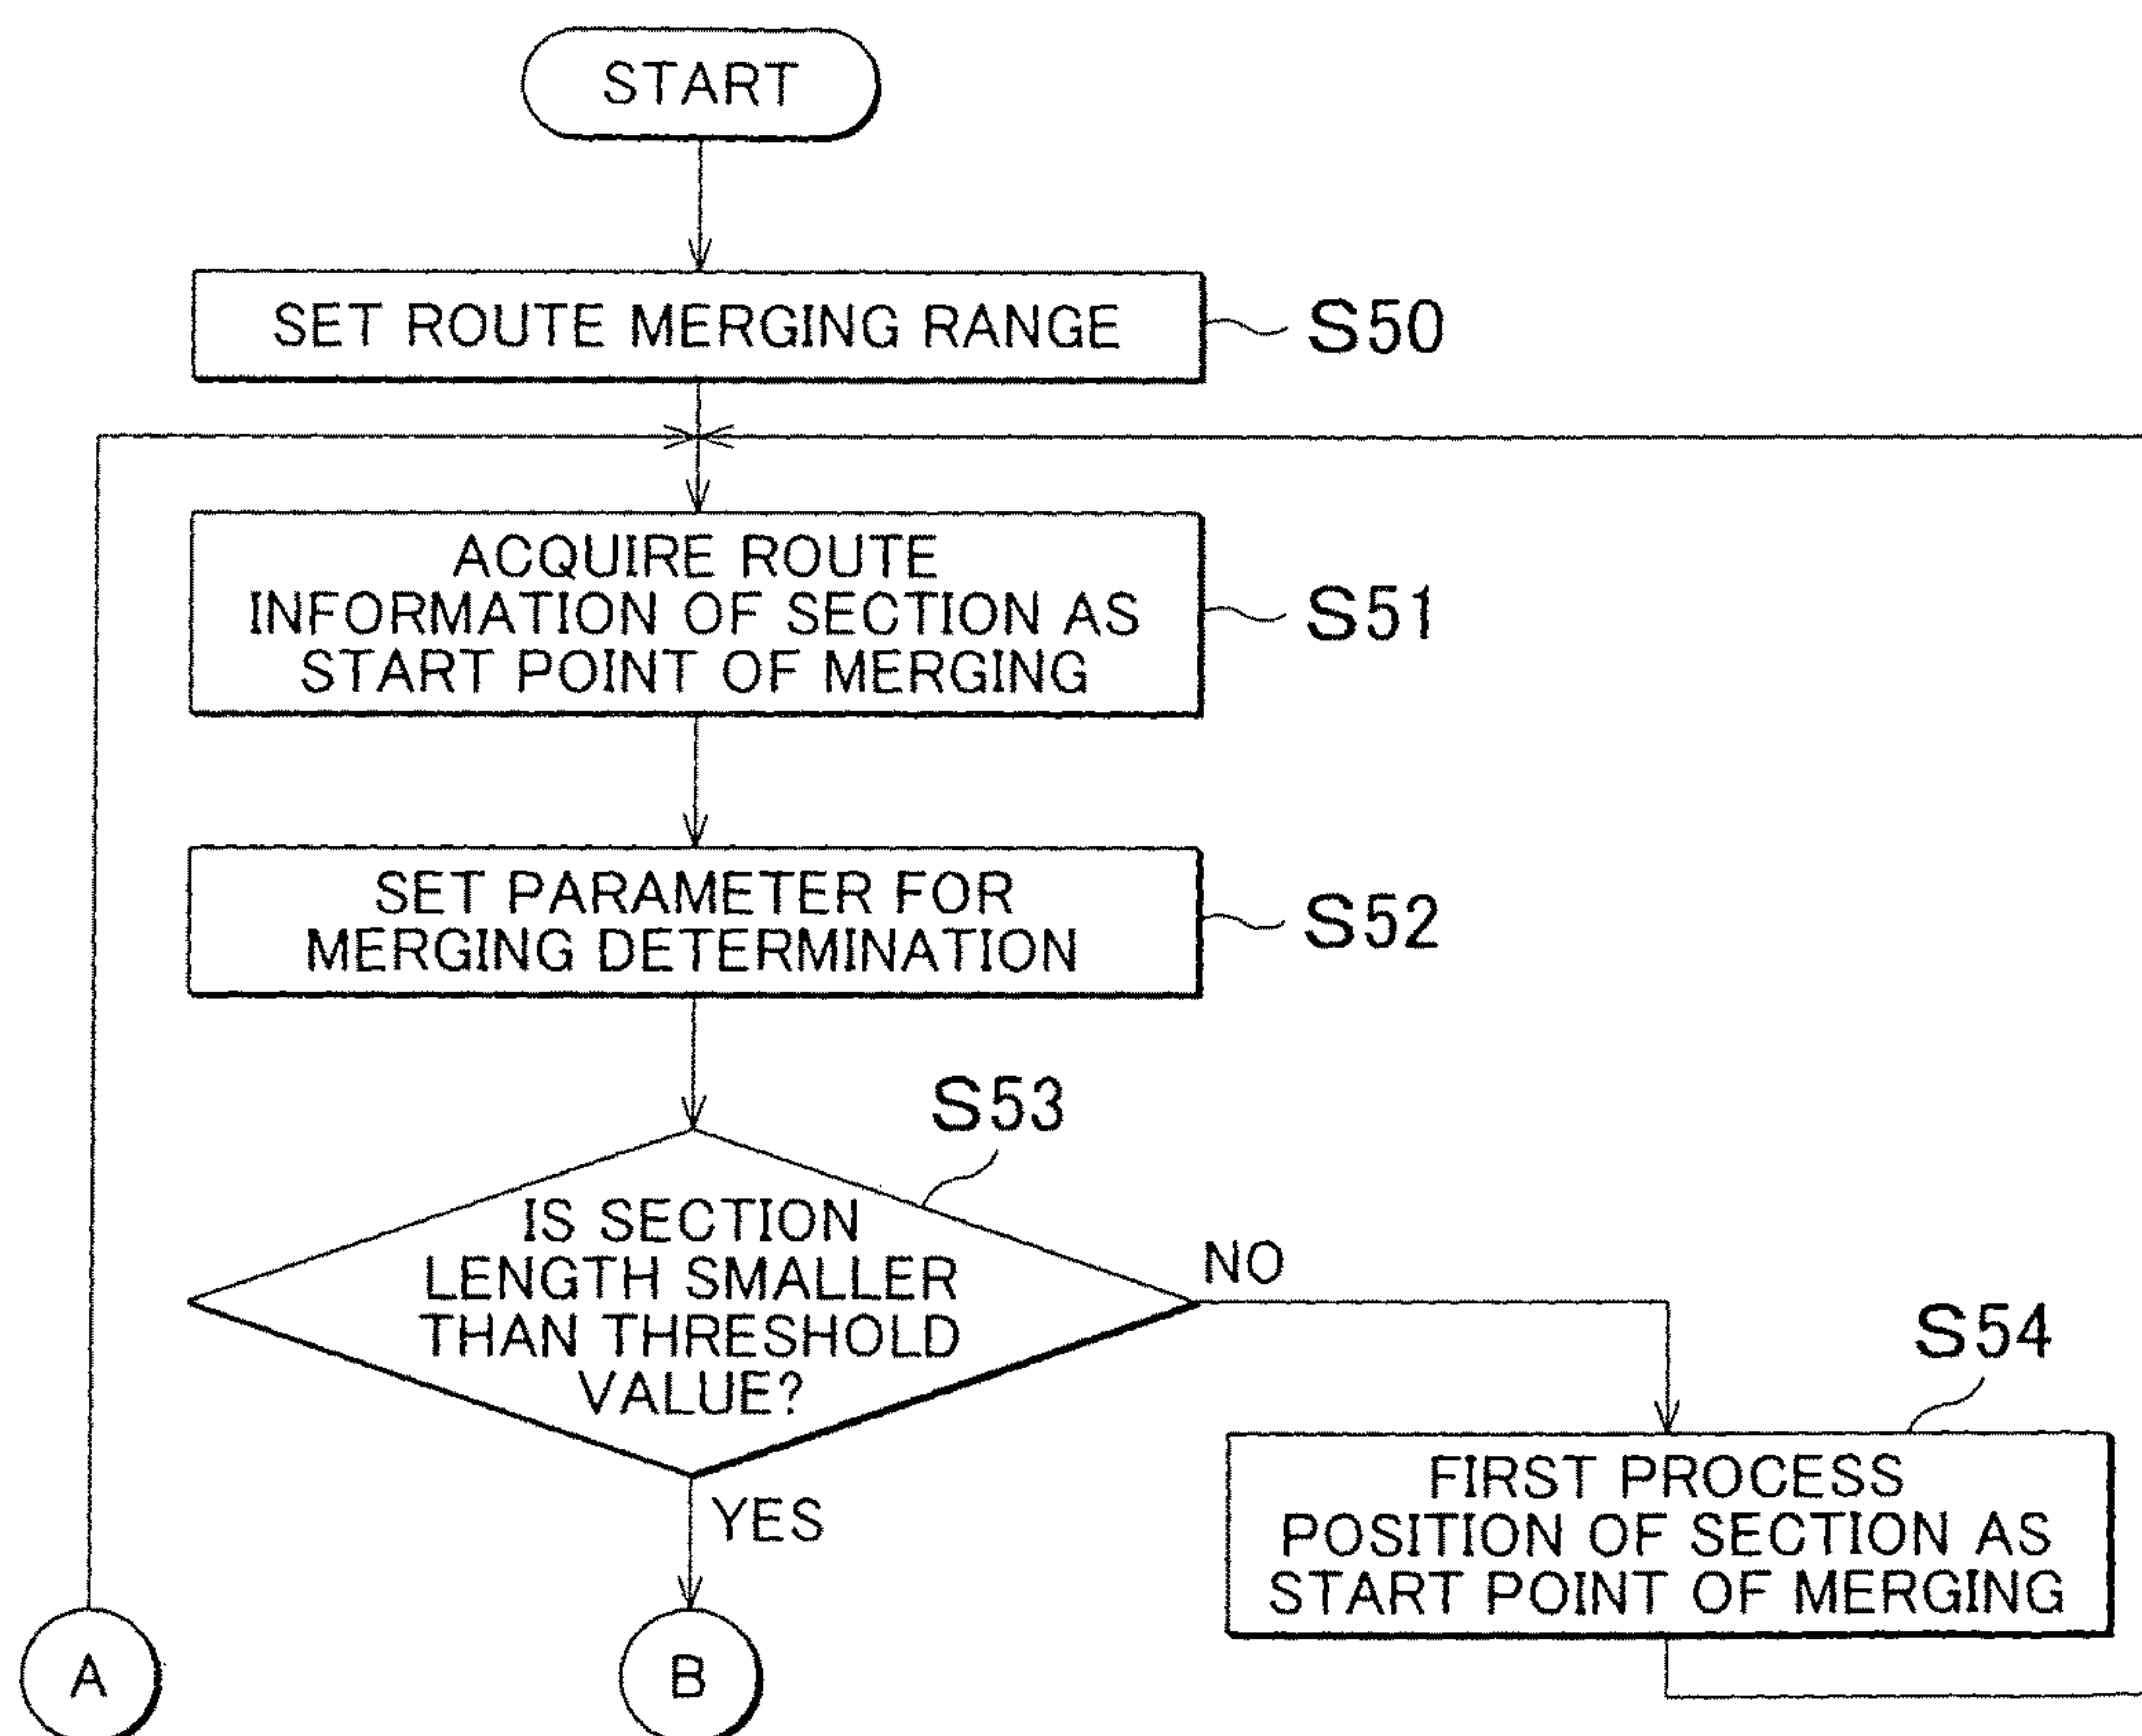 START
SET ROUTE MERGING RANGE
S50
ACQUIRE ROUTE
INFORMATION OF SECTION AS
START POINT OF MERGING
S51
SET PARAMETER FOR
MERGING DETERMINATION
S52
S53
IS SECTION
LENGTH SMALLER
THAN THRESHOLD
VALUE?
NO
YES
S54
FIRST PROCESS
POSITION OF SECTION AS
START POINT OF MERGING
A
B